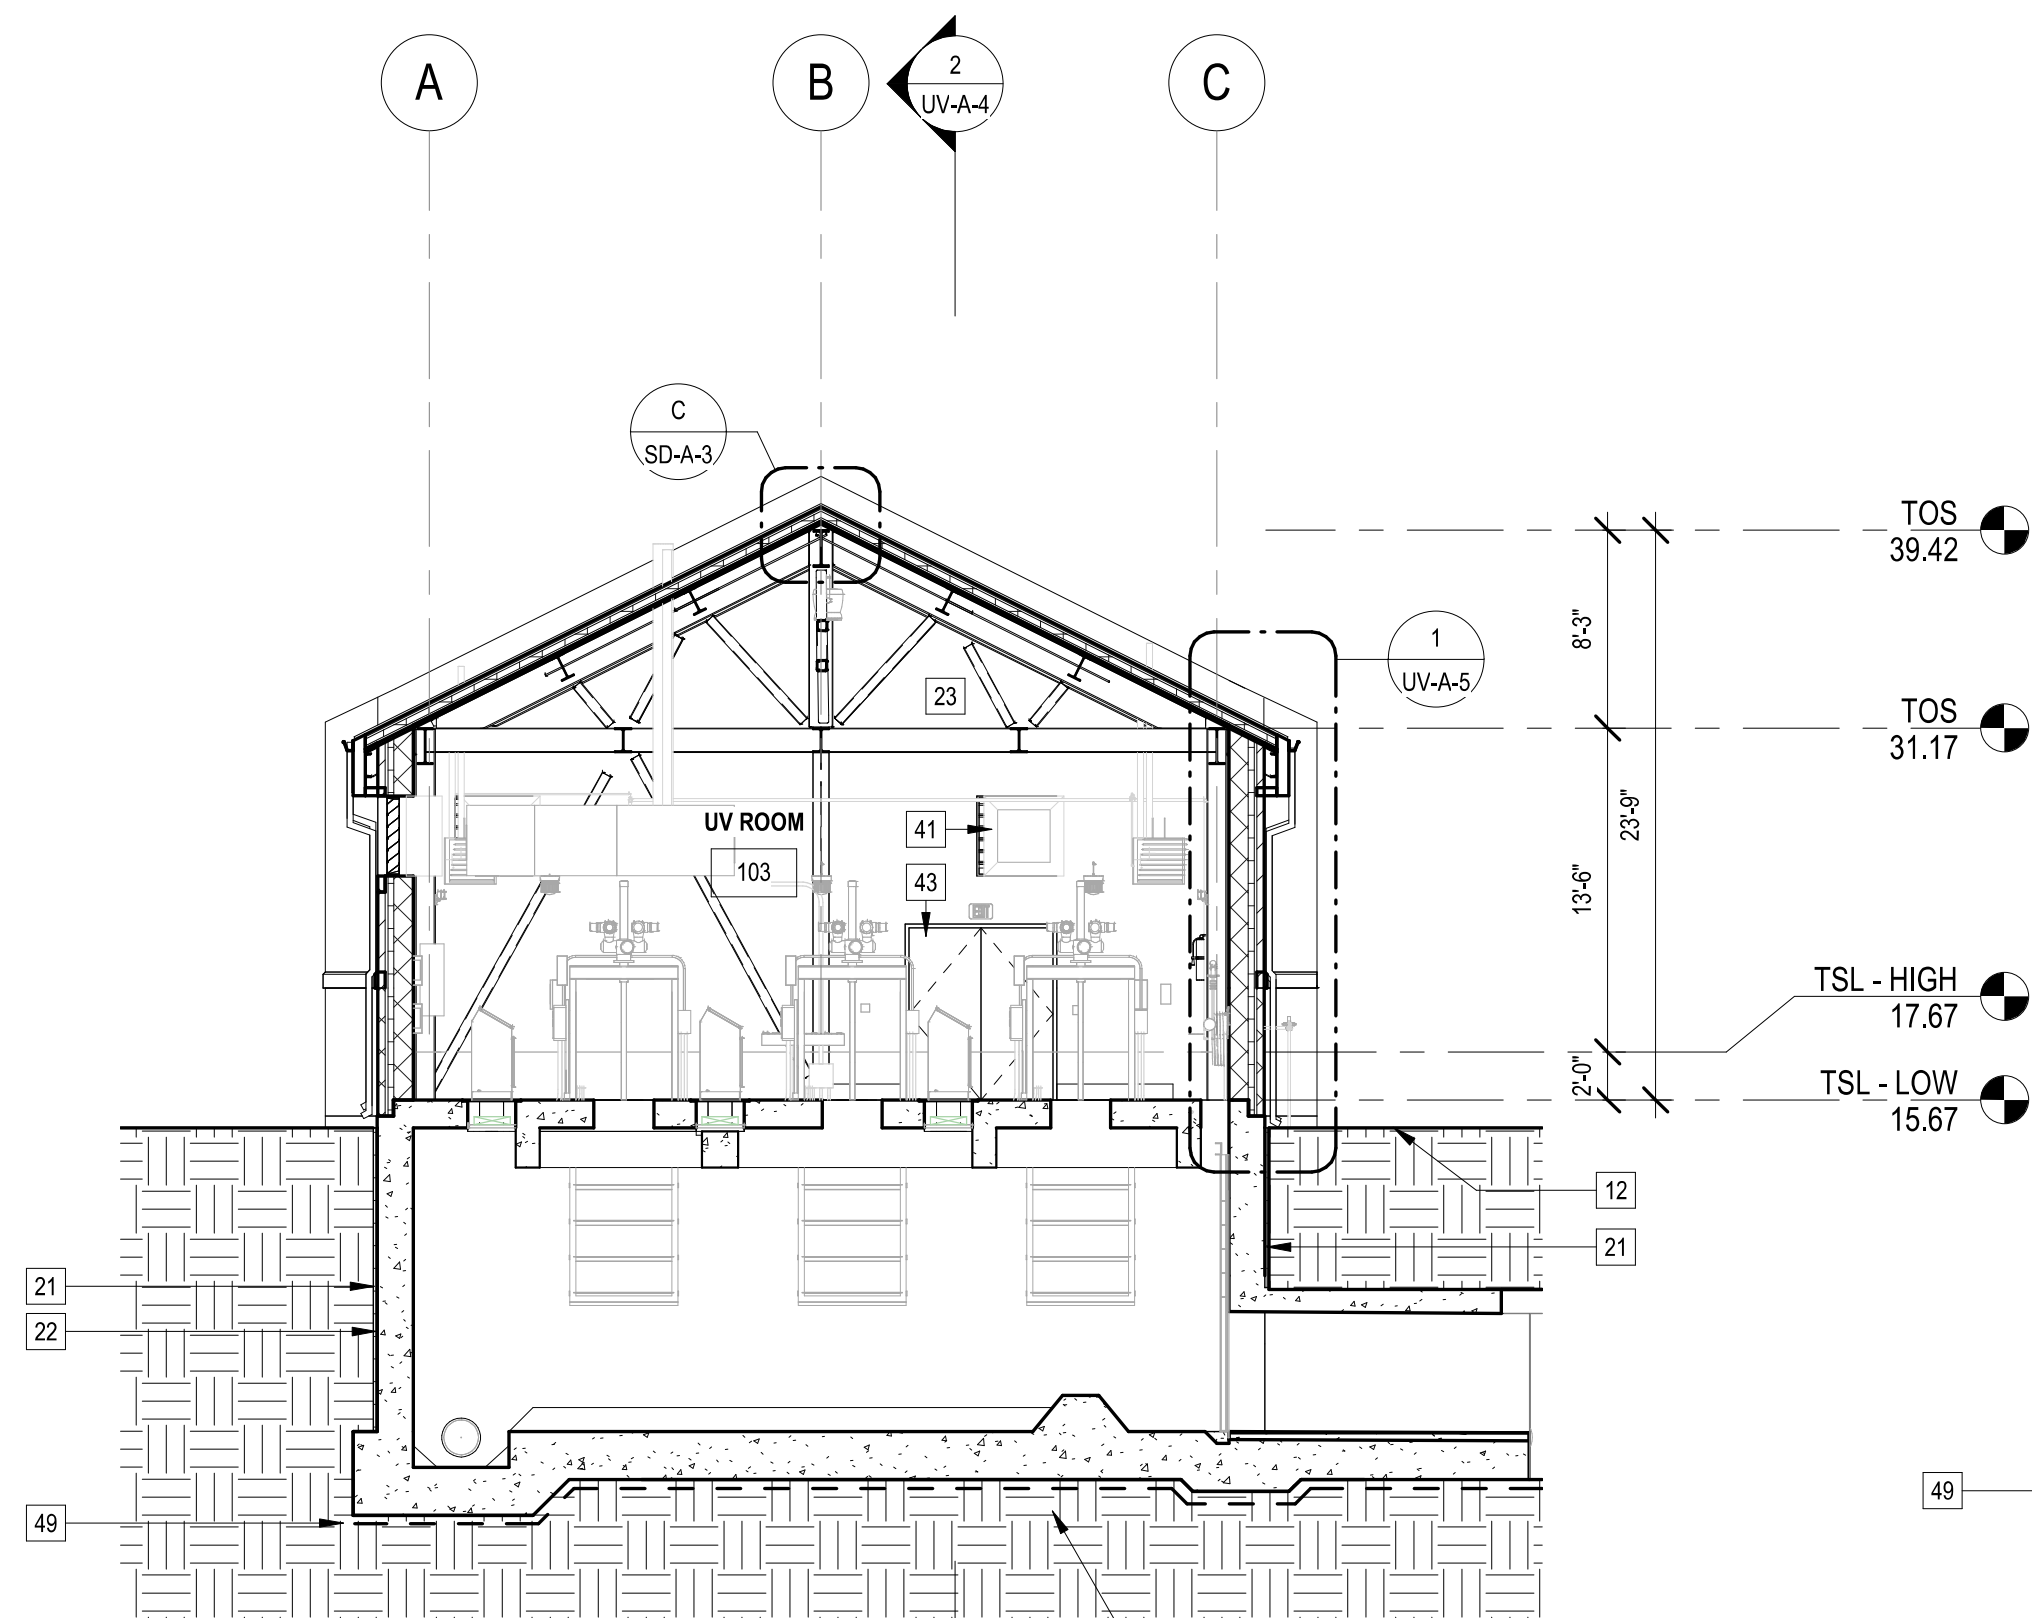 A
B
2
UV-A-4
C
C
SD-A-3
TOS
39.42
8'-3"
1
UV-A-5
23
TOS
31.17
23'-9"
UV ROOM
103
41
43
13'-6"
TSL - HIGH
17.67
2'-0"
TSL - LOW
15.67
12
21
21
22
49
49